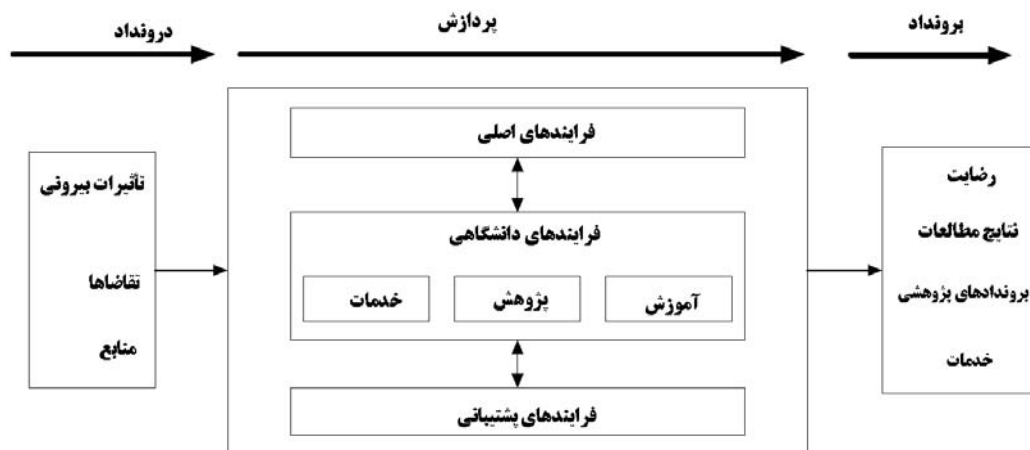 درونداد
پردازش
برونداد
تأثیرات بیرونی
تقاضاها
منابع
فرایندهای اصلی
فرایندهای دانشگاهی
آموزش
پژوهش
خدمات
فرایندهای پشتیبانی
رضایت
نتایج مطالعات
بروندادهای پژوهشی
خدمات